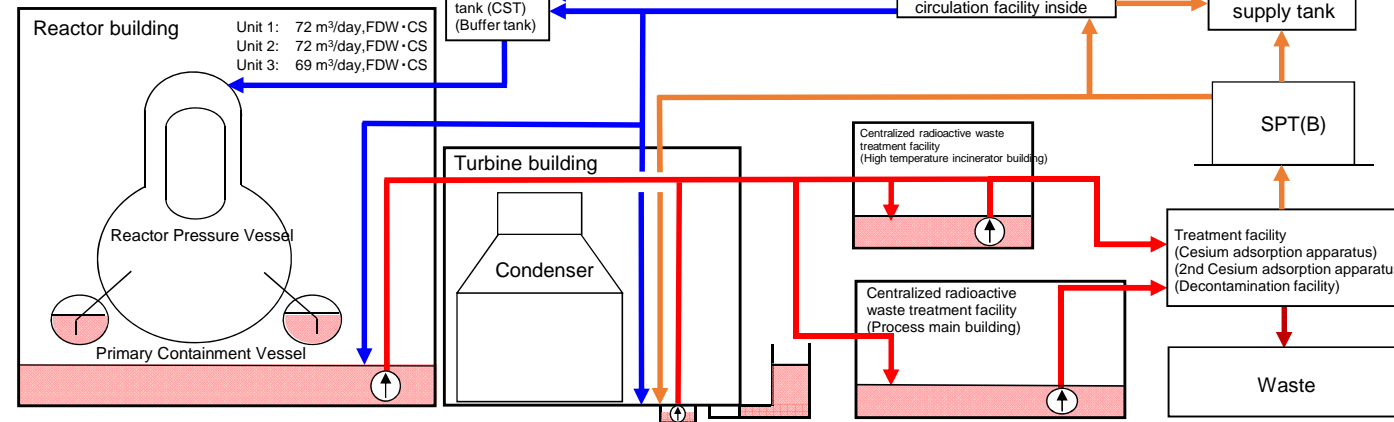 tank (CST)
(Buffer tank)
circulation facility inside
supply tank
Reactor building
Unit 1: 72 m³/day,FDW・CS
Unit 2: 72 m³/day,FDW・CS
Unit 3: 69 m³/day,FDW・CS
SPT(B)
Centralized radioactive waste
treatment facility
(High temperature incinerator building)
Turbine building
Reactor Pressure Vessel
Condenser
Treatment facility
(Cesium adsorption apparatus)
(2nd Cesium adsorption apparatu
(Decontamination facility)
Centralized radioactive
waste treatment facility
(Process main building)
Primary Containment Vessel
Waste